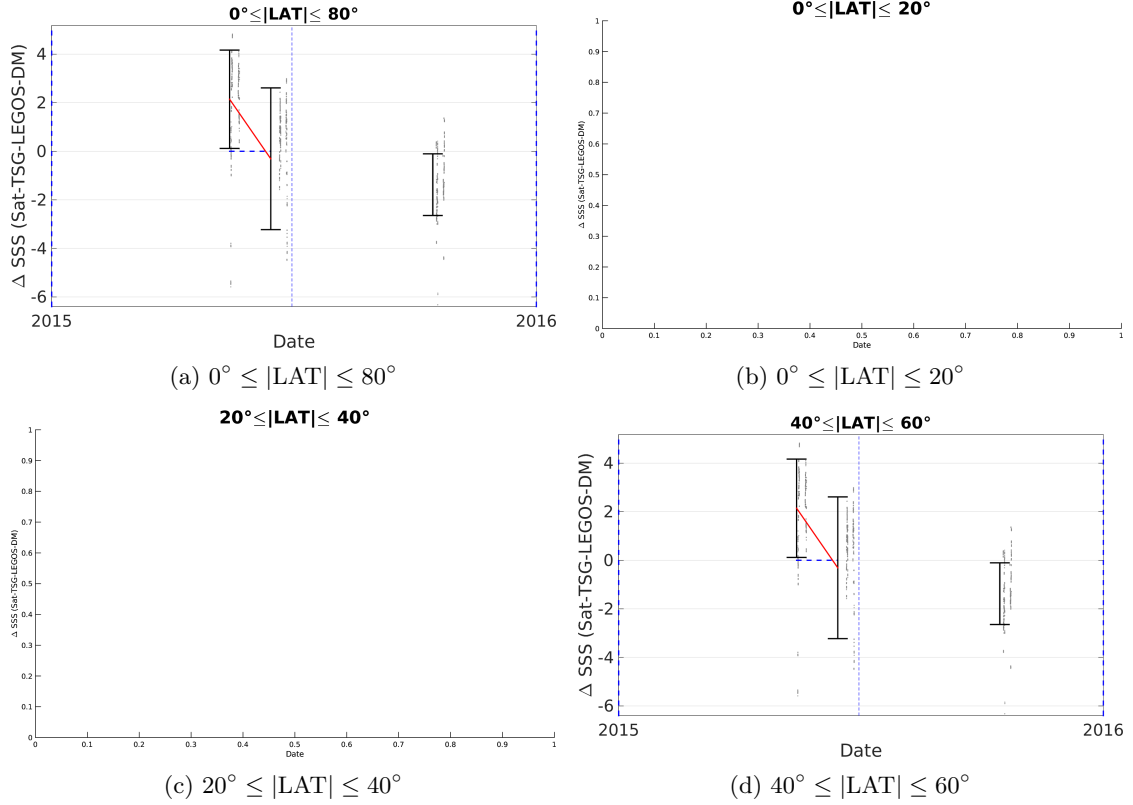 0°≤|LAT|≤ 80°
Δ SSS (Sat-TSG-LEGOS-DM)
4
2
0
-2
-4
-6
2015
2016
Date
(a) 0° ≤ |LAT| ≤ 80°
0°≤|LAT|≤ 20°
Δ SSS (Sat-TSG-LEGOS-DM)
1
0.9
0.8
0.7
0.6
0.5
0.4
0.3
0.2
0.1
0
0 0.1 0.2 0.3 0.4 0.5 0.6 0.7 0.8 0.9 1
Date
(b) 0° ≤ |LAT| ≤ 20°
20°≤|LAT|≤ 40°
Δ SSS (Sat-TSG-LEGOS-DM)
1
0.9
0.8
0.7
0.6
0.5
0.4
0.3
0.2
0.1
0
0 0.1 0.2 0.3 0.4 0.5 0.6 0.7 0.8 0.9 1
Date
(c) 20° ≤ |LAT| ≤ 40°
40°≤|LAT|≤ 60°
Δ SSS (Sat-TSG-LEGOS-DM)
4
2
0
-2
-4
-6
2015
2016
Date
(d) 40° ≤ |LAT| ≤ 60°